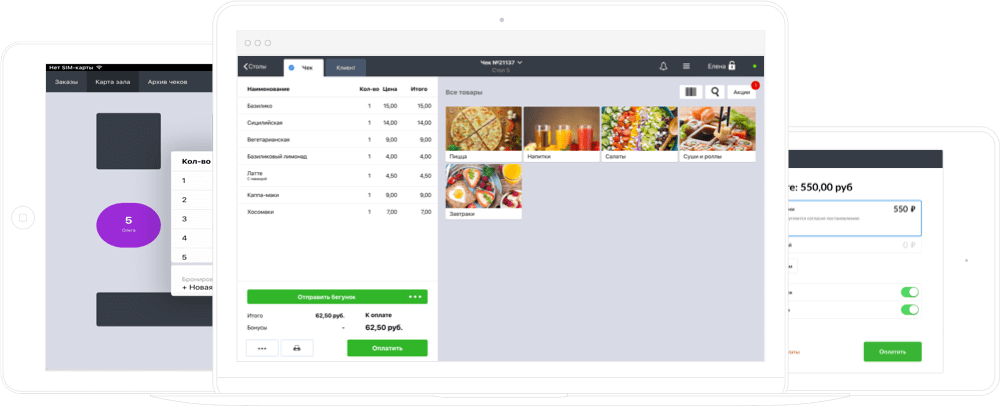 Нет SIM-карты
Заказы Карта зала Архив чеков
Кол-во
1
2
3
4
5
5
Олега
Брониров
+ Новая
Столы Чек Клиент Чек №21137 Елена
Стол 5
Наименование Кол-во Цена Итого
Базилико 1 15,00 15,00
Сицилийская 1 14,00 14,00
Вегетарианская 1 9,00 9,00
Базиликовый лимонад 1 4,00 4,00
Латте 1 4,50 4,50
Каппа-маки 1 9,00 9,00
Хосомаки 1 7,00 7,00
Отправить бегунок
Итого 62,50 руб. К оплате
Бонусы - 62,50 руб.
Оплатить
Все товары Акции 1
Пицца Напитки Салаты Суши и роллы
Завтраки
е: 550,00 руб
550 ₽
0 ₽
латы Оплатить